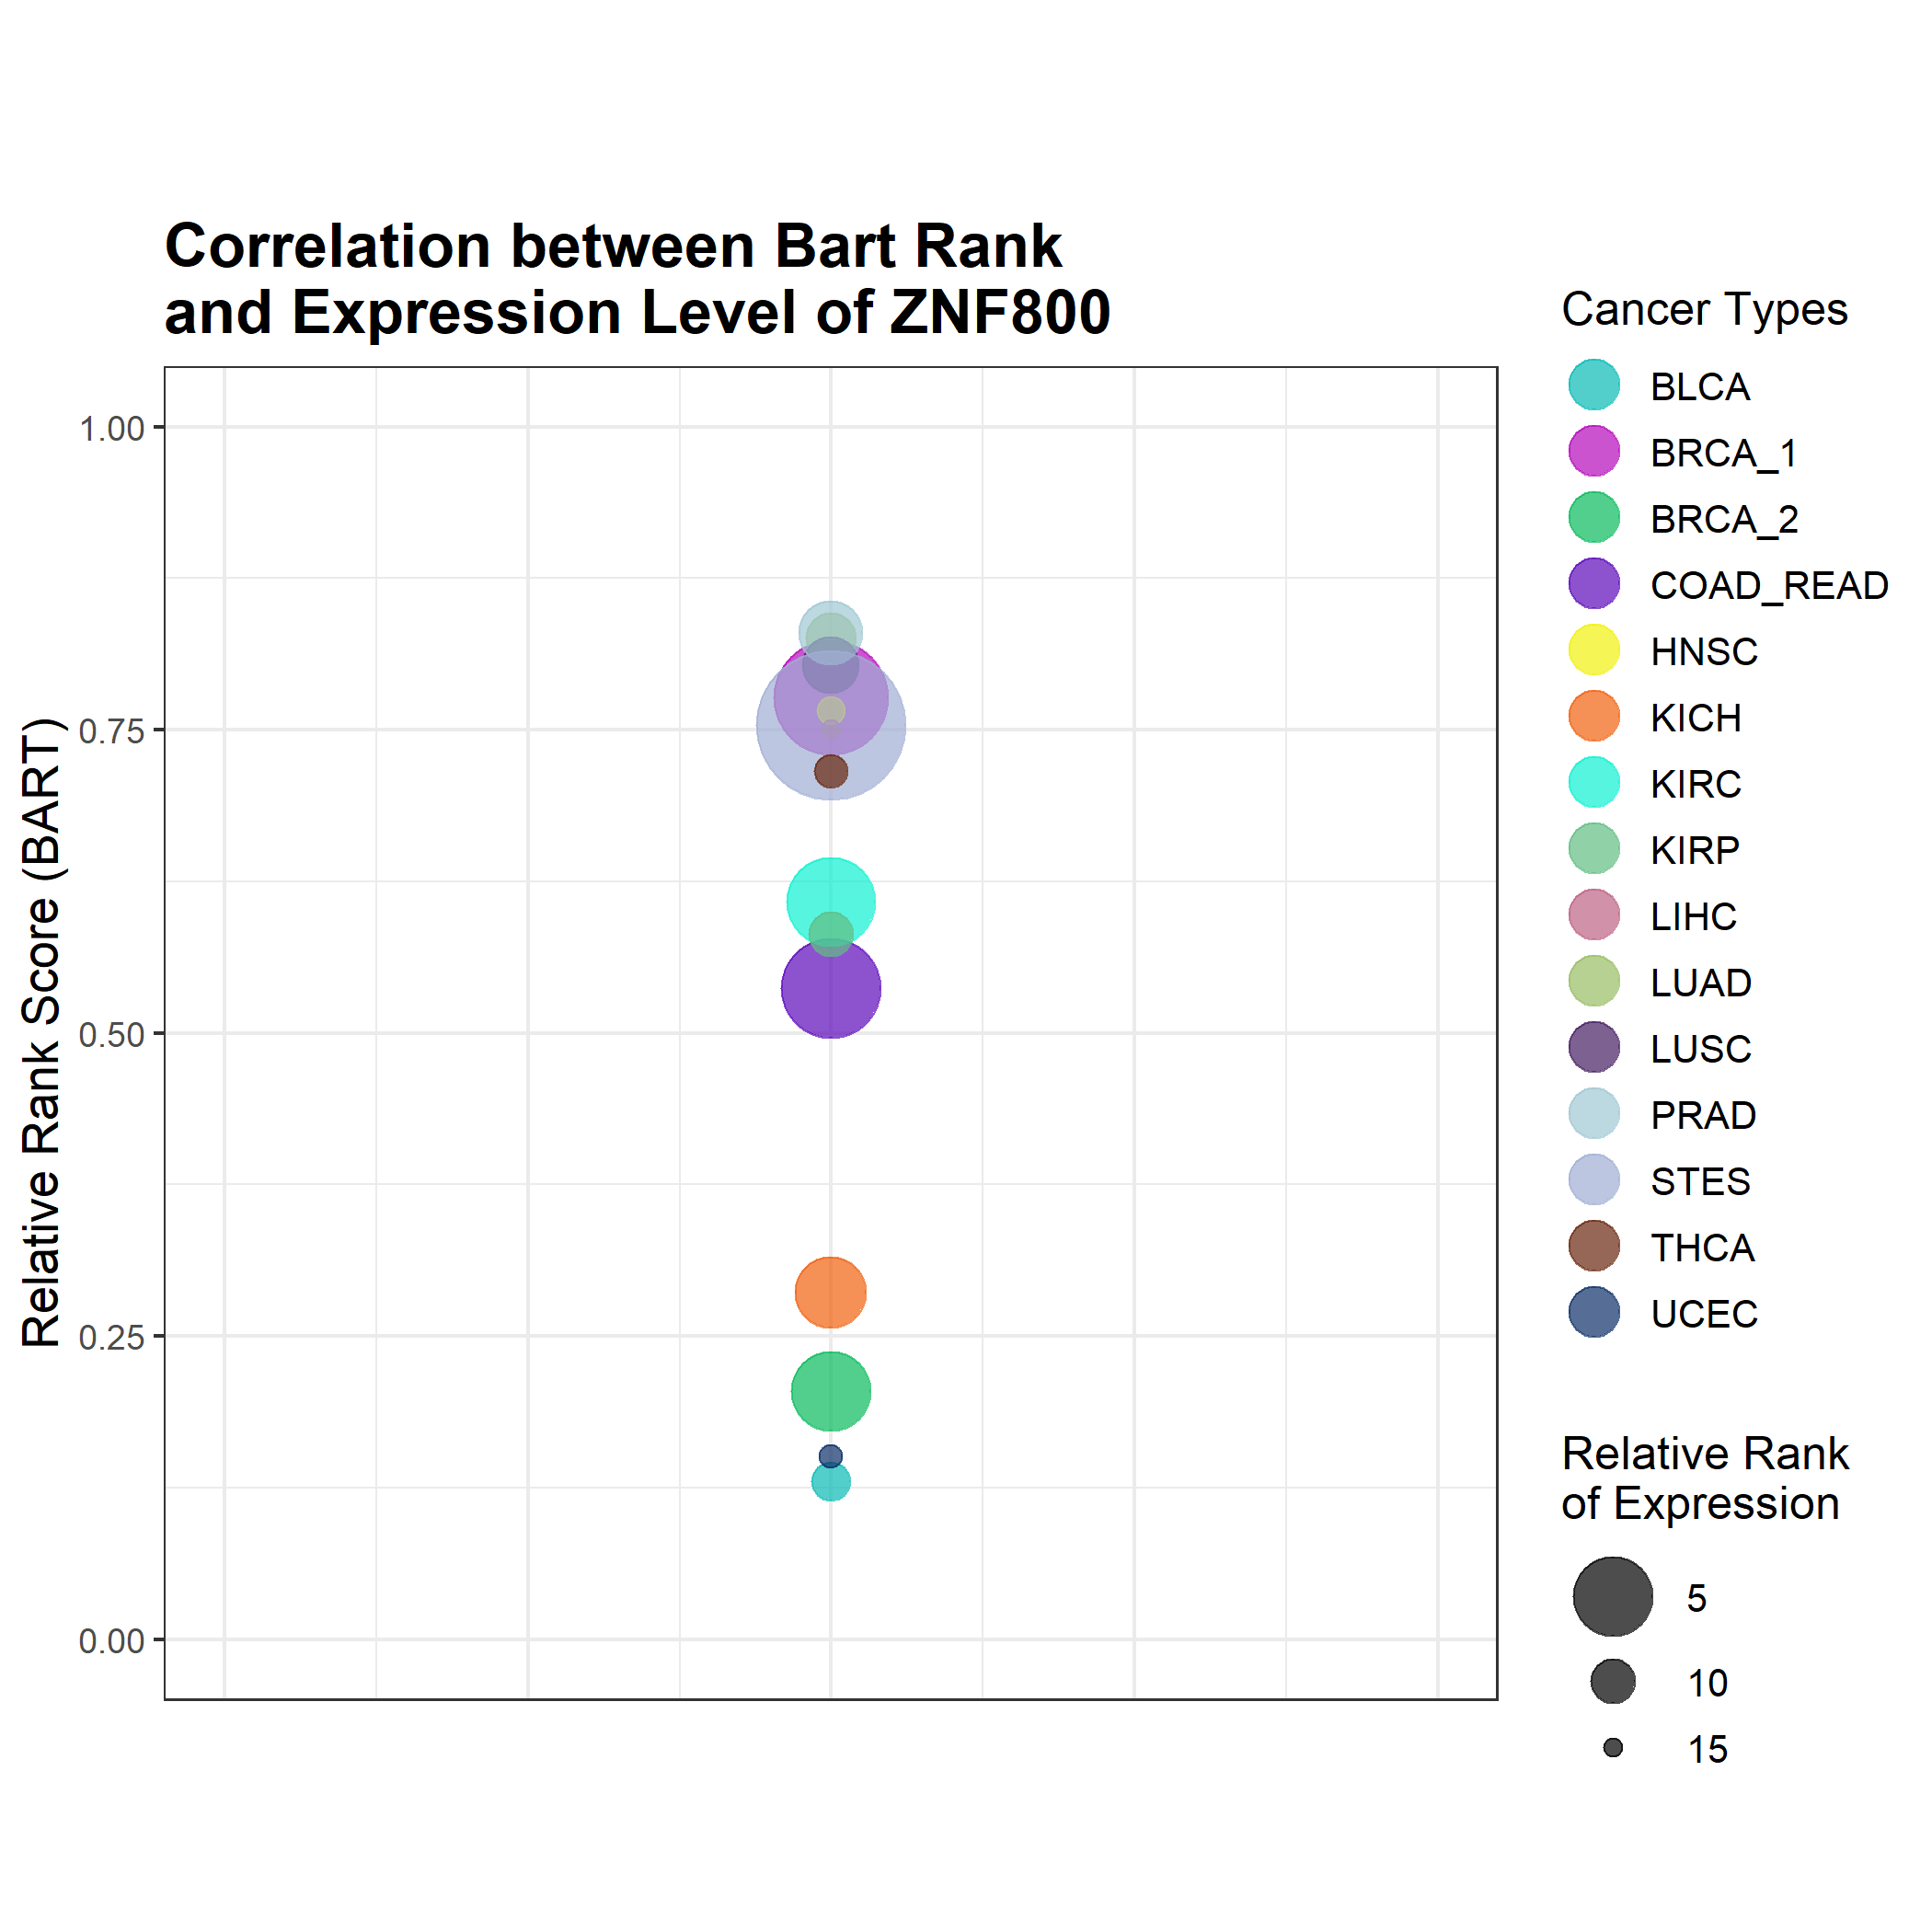 Correlation between Bart Rank
and Expression Level of ZNF800
Relative Rank Score (BART)
1.00
0.75
0.50
0.25
0.00
Cancer Types
BLCA
BRCA_1
BRCA_2
COAD_READ
HNSC
KICH
KIRC
KIRP
LIHC
LUAD
LUSC
PRAD
STES
THCA
UCEC
Relative Rank
of Expression
5
10
15